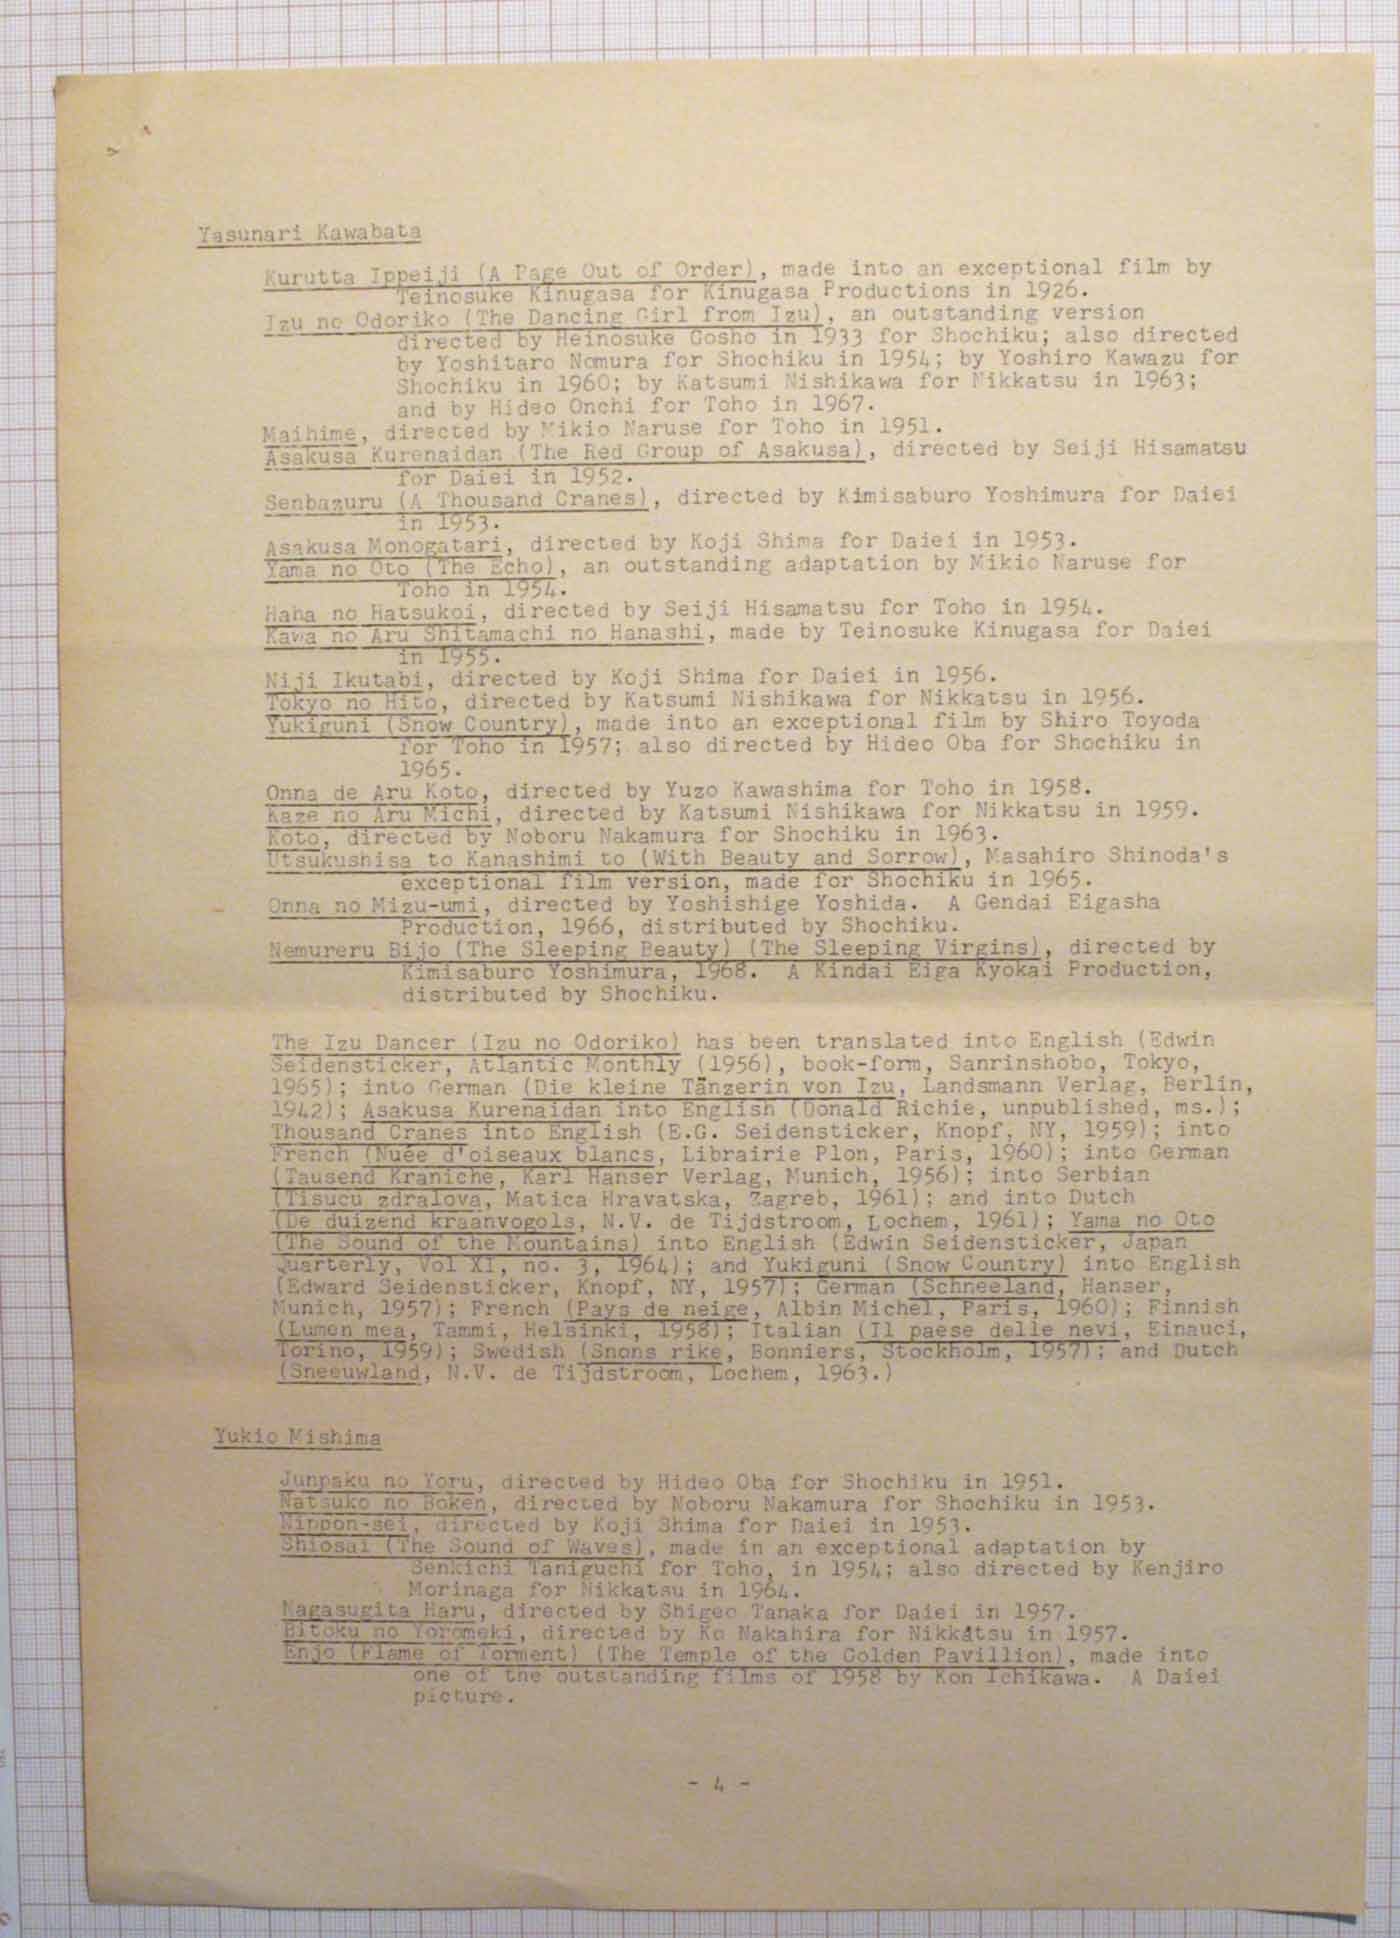 Yasunari Kawabata
Kurutta Ippeiji (A Page Out of Order), made into an exceptional film by
Teinosuke Kinugasa for Kinugasa Productions in 1926.
Izu no Odoriko (The Dancing Girl from Izu), an outstanding version
directed by Heinosuke Gosho in 1933 for Shochiku; also directed
by Yoshitaro Nomura for Shochiku in 1954; by Yoshiro Kawazu for
Shochiku in 1960; by Katsumi Nishikawa for Nikkatsu in 1963;
and by Hideo Onchi for Toho in 1967.
Maihime, directed by Mikio Naruse for Toho in 1951.
Asakusa Kurenaidan (The Red Group of Asakusa), directed by Seiji Hisamatsu
for Daiei in 1952.
Senbazuru (A Thousand Cranes), directed by Kimisaburo Yoshimura for Daiei
in 1953.
Asakusa Monogatari, directed by Koji Shima for Daiei in 1953.
Yama no Oto (The Echo), an outstanding adaptation by Mikio Naruse for
Toho in 1954.
Haha no Hatsukoi, directed by Seiji Hisamatsu for Toho in 1954.
Kawa no Aru Shitamachi no Hanashi, made by Teinosuke Kinugasa for Daiei
in 1955.
Niji Ikutabi, directed by Koji Shima for Daiei in 1956.
Tokyo no Hito, directed by Katsumi Nishikawa for Nikkatsu in 1956.
Yukiguni (Snow Country), made into an exceptional film by Shiro Toyoda
for Toho in 1957; also directed by Hideo Oba for Shochiku in
1965.
Onna de Aru Koto, directed by Yuzo Kawashima for Toho in 1958.
Kaze no Aru Michi, directed by Katsumi Nishikawa for Nikkatsu in 1959.
Koto, directed by Noboru Nakamura for Shochiku in 1963.
Utsukushisa to Kanashimi to (With Beauty and Sorrow), Masahiro Shinoda's
exceptional film version, made for Shochiku in 1965.
Onna no Mizu-umi, directed by Yoshishige Yoshida. A Gendai Eigasha
Production, 1966, distributed by Shochiku.
Nemureru Bijo (The Sleeping Beauty) (The Sleeping Virgins), directed by
Kimisaburo Yoshimura, 1968. A Kindai Eiga Kyokai Production,
distributed by Shochiku.
The Izu Dancer (Izu no Odoriko) has been translated into English (Edwin
Seidensticker, Atlantic Monthly (1956), book-form, Sanrinshobo, Tokyo,
1965); into German (Die kleine Tänzerin von Izu, Landsmann Verlag, Berlin,
1942); Asakusa Kurenaidan into English (Donald Richie, unpublished, ms.);
Thousand Cranes into English (E.G. Seidensticker, Knopf, NY, 1959); into
French (Nuée d'oiseaux blancs, Librairie Plon, Paris, 1960); into German
(Tausend Kraniche, Karl Hanser Verlag, Munich, 1956); into Serbian
(Tisucu zdralova, Matica Hravatska, Zagreb, 1961); and into Dutch
(De duizend kraanvogols, N.V. de Tijdstroom, Lochem, 1961); Yama no Oto
(The Sound of the Mountains) into English (Edwin Seidensticker, Japan
Quarterly, Vol XI, no. 3, 1964); and Yukiguni (Snow Country) into English
(Edward Seidensticker, Knopf, NY, 1957); German (Schneeland, Hanser,
Munich, 1957); French (Pays de neige, Albin Michel, Paris, 1960); Finnish
(Lumen mea, Tammi, Helsinki, 1958); Italian (Il paese delle nevi, Einauci,
Torino, 1959); Swedish (Snons rike, Bonniers, Stockholm, 1957); and Dutch
(Sneeuwland, N.V. de Tijdstroom, Lochem, 1963.)
Yukio Mishima
Junpaku no Yoru, directed by Hideo Oba for Shochiku in 1951.
Natsuko no Boken, directed by Noboru Nakamura for Shochiku in 1953.
Nippon-sei, directed by Koji Shima for Daiei in 1953.
Shiosai (The Sound of Waves), made in an exceptional adaptation by
Senkichi Taniguchi for Toho, in 1954; also directed by Kenjiro
Morinaga for Nikkatsu in 1964.
Nagasugita Haru, directed by Shigeo Tanaka for Daiei in 1957.
Bitoku no Yoromeki, directed by Ko Nakahira for Nikkatsu in 1957.
Enjo (Flame of Torment) (The Temple of the Golden Pavillion), made into
one of the outstanding films of 1958 by Kon Ichikawa. A Daiei
picture.
- 4 -